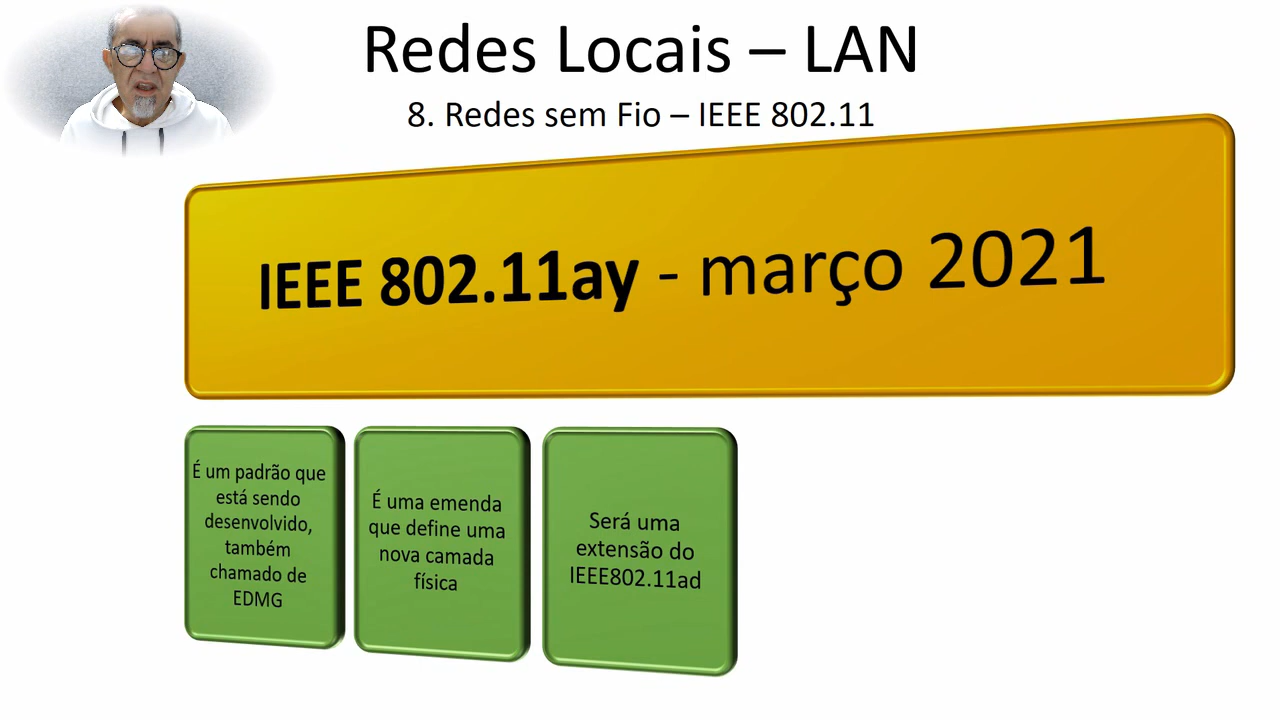 Redes Locais – LAN
8. Redes sem Fio – IEEE 802.11
IEEE 802.11ay - março 2021
É um padrão que
está sendo
desenvolvido,
também
chamado de
EDMG
É uma emenda
que define uma
nova camada
física
Será uma
extensão do
IEEE802.11ad